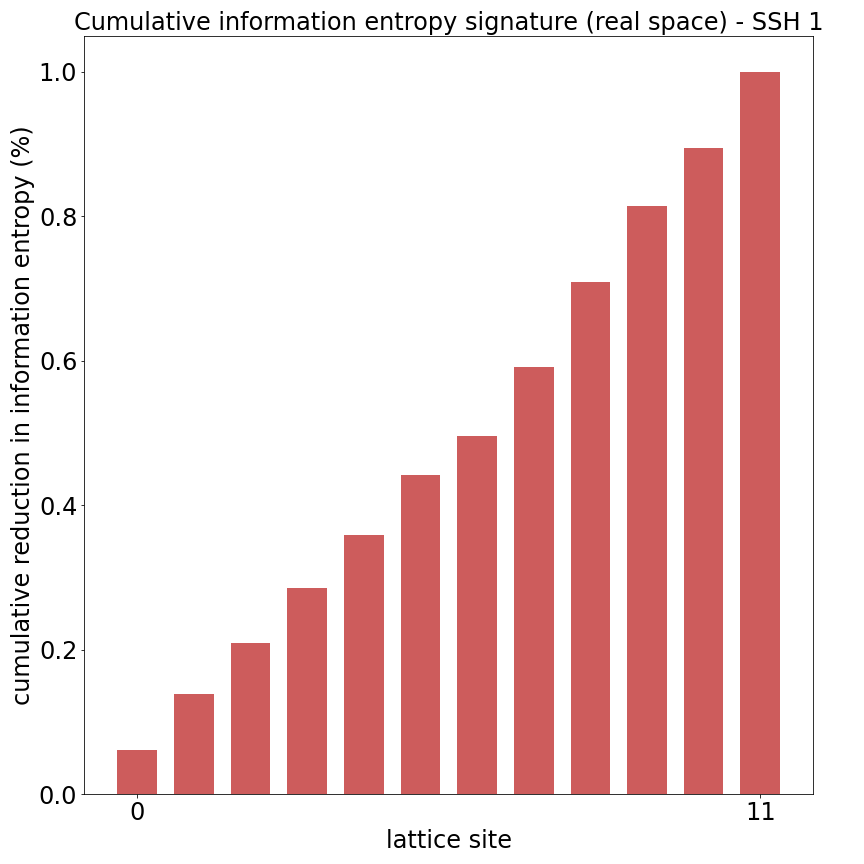 Cumulative information entropy signature (real space) - SSH 1
cumulative reduction in information entropy (%)
1.0
0.8
0.6
0.4
0.2
0.0
0
11
lattice site